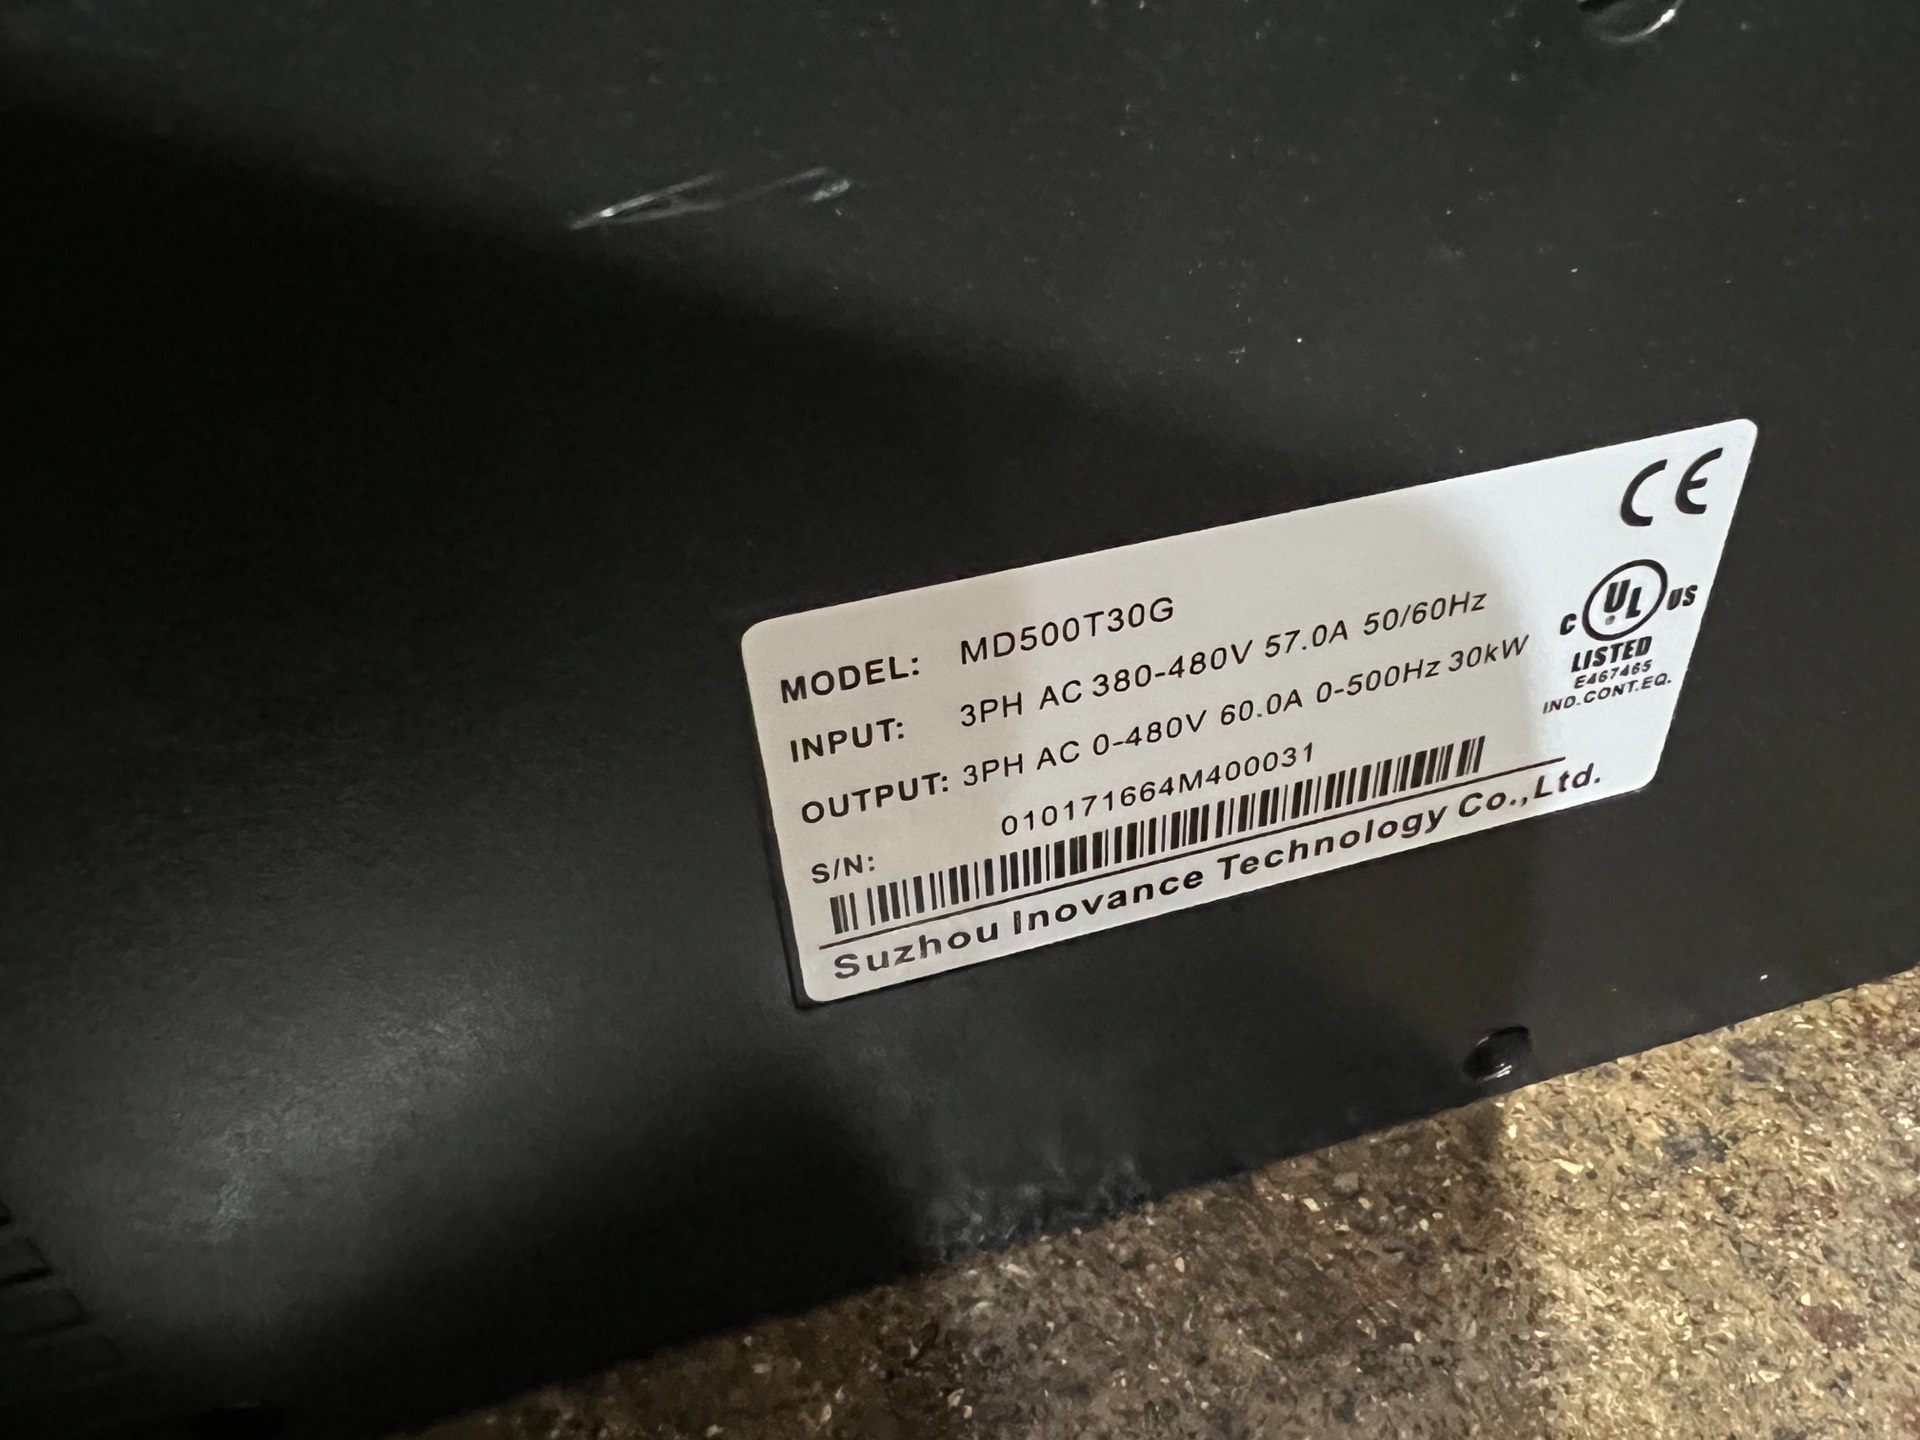 CE
MODEL: MD500T30G
INPUT: 3PH AC 380-480V 57.0A 50/60Hz
OUTPUT: 3PH AC 0-480V 60.0A 0-500Hz 30kW
S/N: 010171664M400031
Suzhou Inovance Technology Co.,Ltd.
C UL US
LISTED
E467465
IND.CONT.EQ.